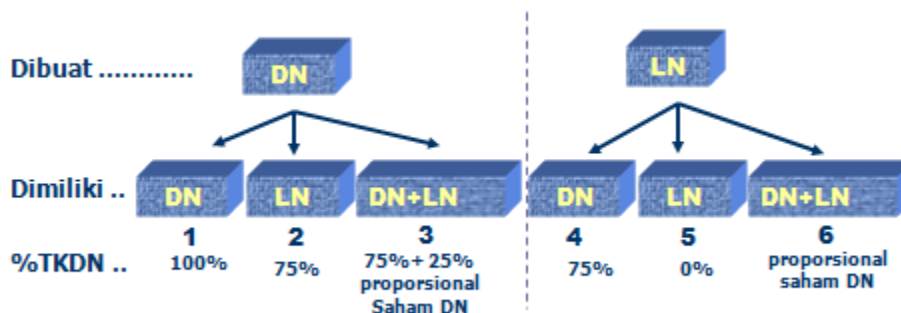 Dibuat ............
DN
LN
Dimiliki ..
DN
LN
DN+LN
DN
LN
DN+LN
1
2
3
4
5
6
%TKDN ..
100%
75%
75%+ 25%
proporsional
Saham DN
75%
0%
proporsional
saham DN